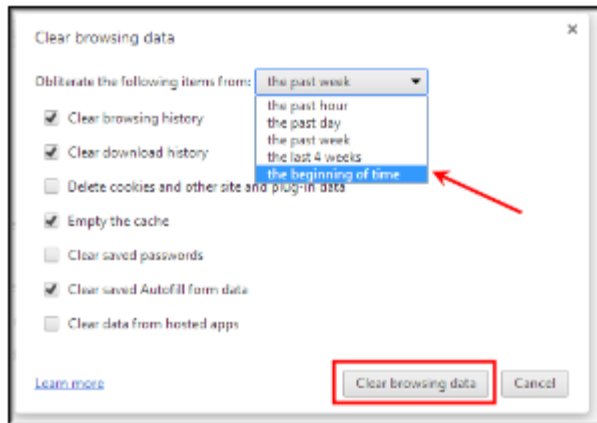 Clear browsing data
Obliterate the following items from: the past week
the past hour
the past day
the past week
the last 4 weeks
the beginning of time
Clear browsing history
Clear download history
Delete cookies and other site and plug-in data
Empty the cache
Clear saved passwords
Clear saved Autofill form data
Clear data from hosted apps
Learn more
Clear browsing data
Cancel